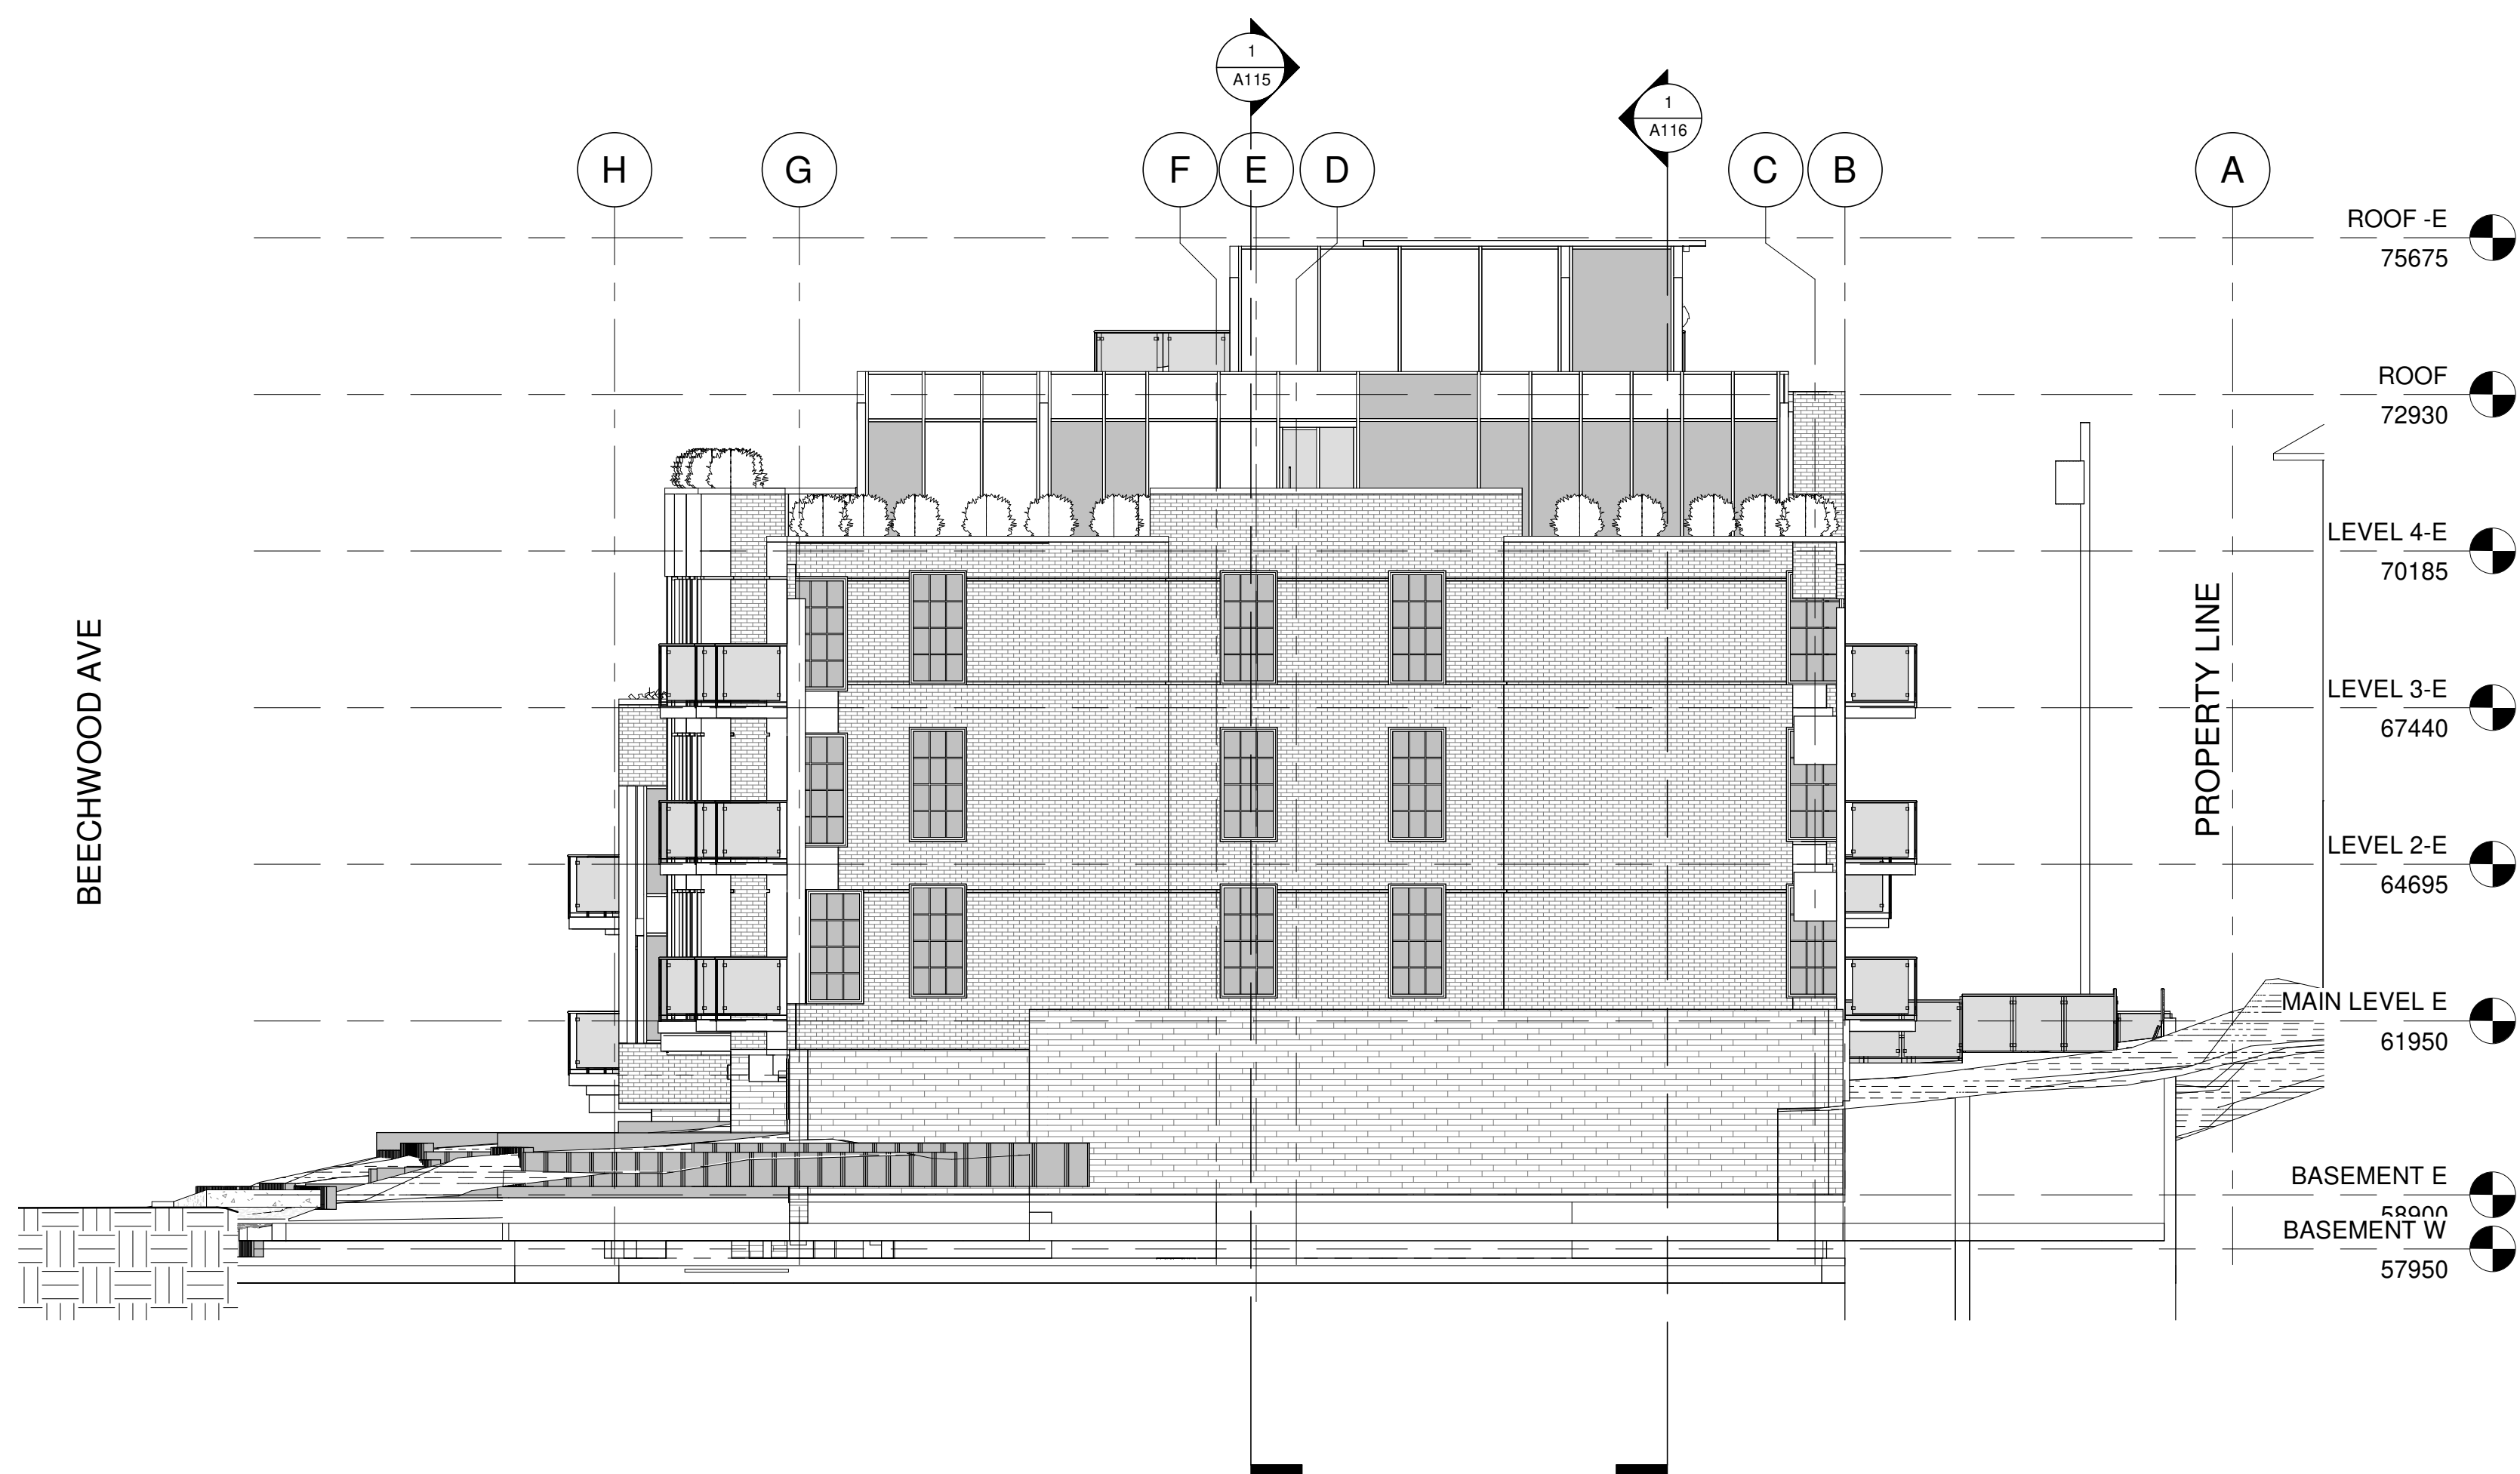 1
A115
1
A116
H
G
F
E
D
C
B
A
ROOF -E
75675
ROOF
72930
LEVEL 4-E
70185
LEVEL 3-E
67440
LEVEL 2-E
64695
MAIN LEVEL E
61950
BASEMENT E
58900
BASEMENT W
57950
BEECHWOOD AVE
PROPERTY LINE